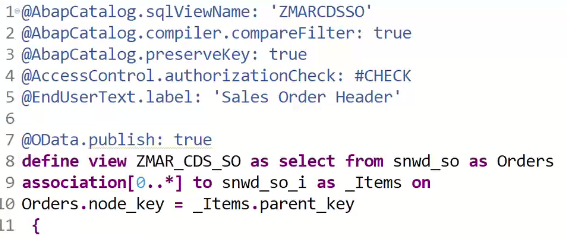 1 @AbapCatalog.sqlViewName: 'ZMARCDSSO'
2 @AbapCatalog.compiler.compareFilter: true
3 @AbapCatalog.preserveKey: true
4 @AccessControl.authorizationCheck: #CHECK
5 @EndUserText.label: 'Sales Order Header'
6
7 @OData.publish: true
8 define view ZMAR_CDS_SO as select from snwd_so as Orders
9 association[0..*] to snwd_so_i as _Items on
10 Orders.node_key = _Items.parent_key
11 {